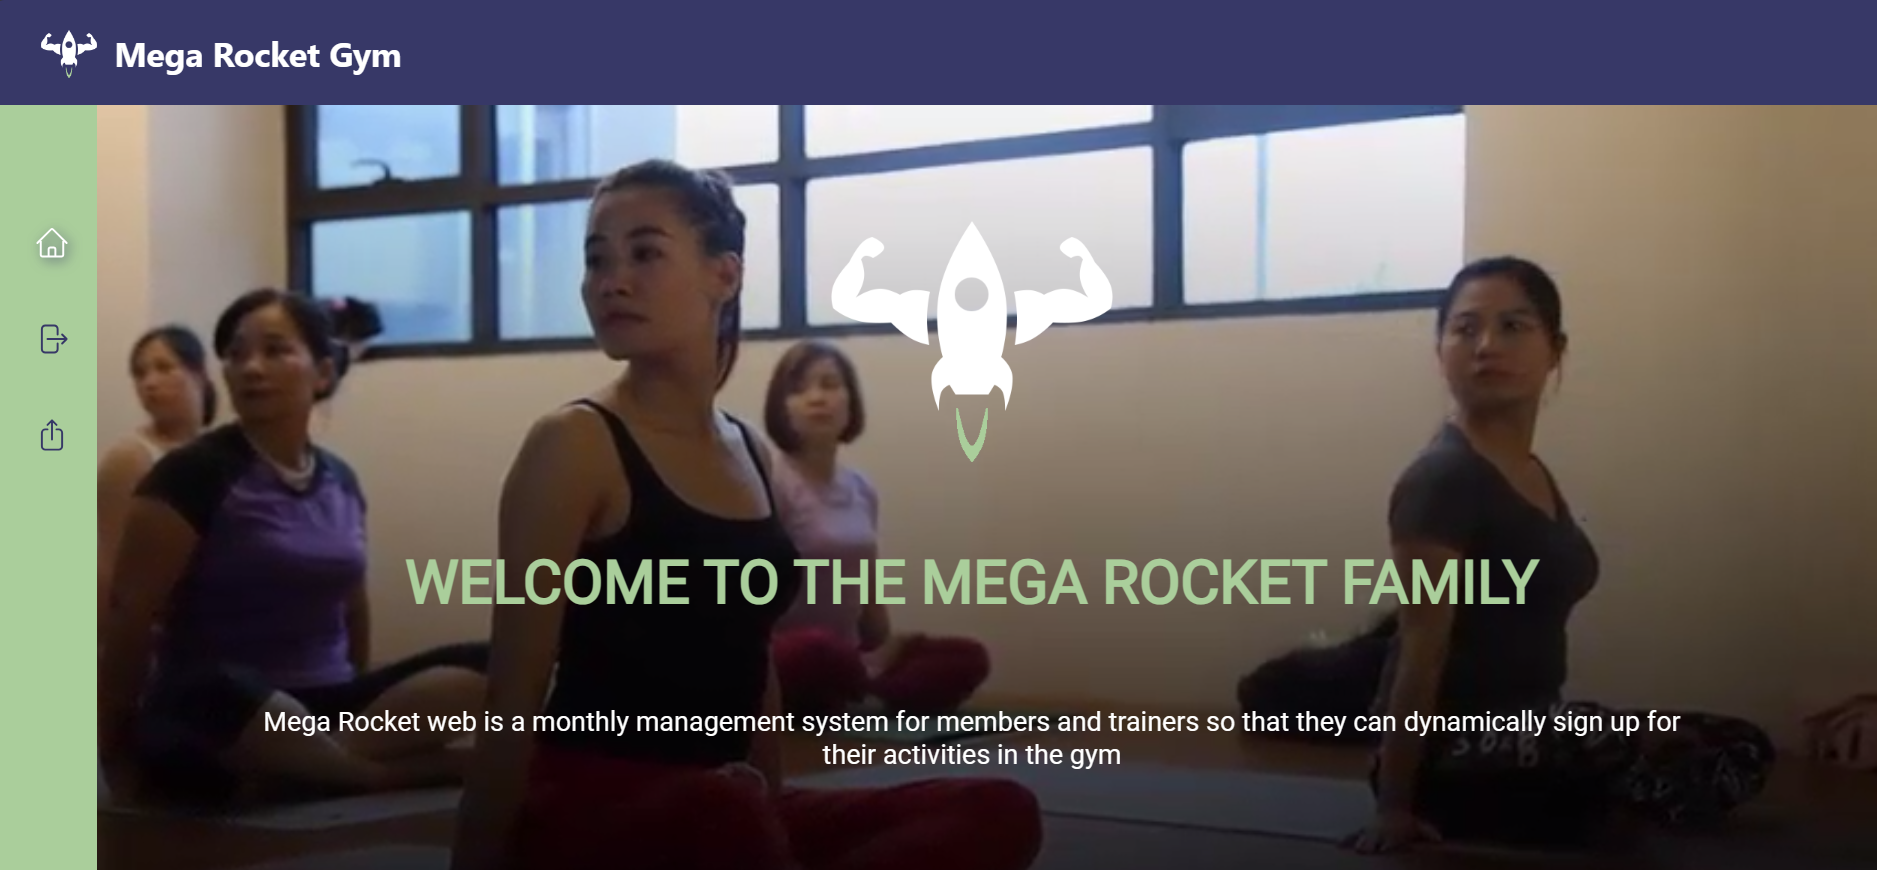 Mega Rocket Gym
WELCOME TO THE MEGA ROCKET FAMILY
Mega Rocket web is a monthly management system for members and trainers so that they can dynamically sign up for
their activities in the gym